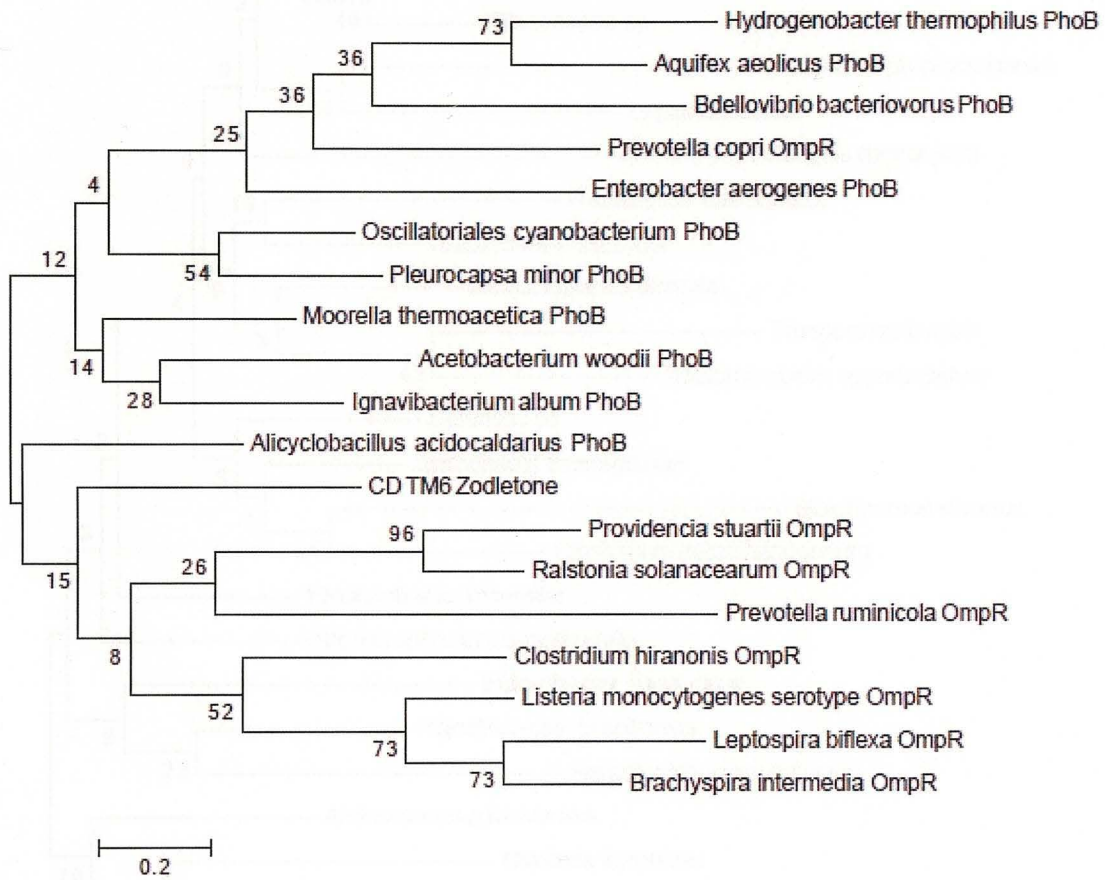 Hydrogenobacter thermophilus PhoB
73
Aquifex aeolicus PhoB
36
Bdellovibrio bacteriovorus PhoB
36
Prevotella copri OmpR
25
Enterobacter aerogenes PhoB
4
Oscillatoriales cyanobacterium PhoB
54
Pleurocapsa minor PhoB
12
Moorella thermoacetica PhoB
14
Acetobacterium woodii PhoB
28
Ignavibacterium album PhoB
Alicyclobacillus acidocaldarius PhoB
CD TM6 Zodletone
15
Providencia stuartii OmpR
96
Ralstonia solanacearum OmpR
26
Prevotella ruminicola OmpR
8
Clostridium hiranonis OmpR
52
Listeria monocytogenes serotype OmpR
73
Leptospira biflexa OmpR
73
Brachyspira intermedia OmpR
0.2